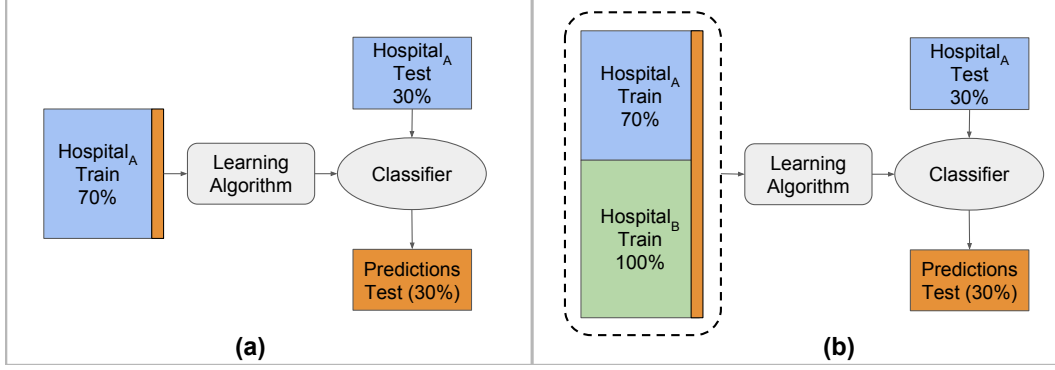 Hospital_A
Train
70%
Learning
Algorithm
Hospital_A
Test
30%
Classifier
Predictions
Test (30%)
(a)
Hospital_A
Train
70%
Hospital_B
Train
100%
Learning
Algorithm
Hospital_A
Test
30%
Classifier
Predictions
Test (30%)
(b)